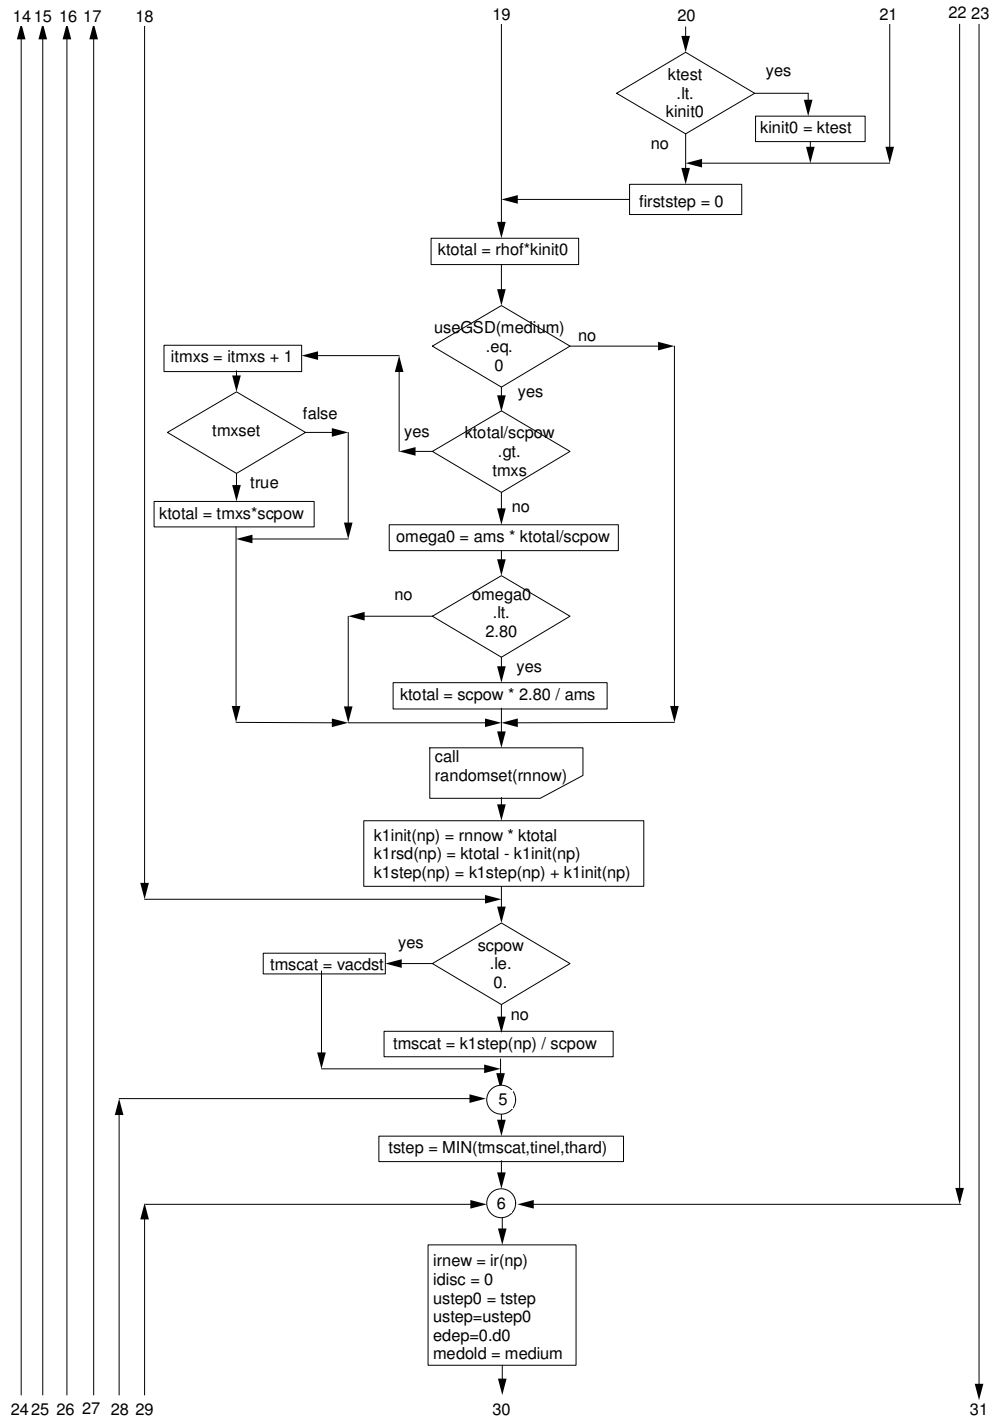 14 15 16 17 18 19 20 21 22 23
ktest
.lt.
kinit0
yes
kinit0 = ktest
no
firststep = 0
ktotal = rhof*kinit0
useGSD(medium)
.eq.
0
no
yes
itmxs = itmxs + 1
tmxset
false
true
ktotal = tmxs*scpow
ktotal/scpow
.gt.
tmxs
yes
no
omega0 = ams * ktotal/scpow
omega0
.lt.
2.80
no
yes
ktotal = scpow * 2.80 / ams
call
randomset(rnnow)
k1init(np) = rnnow * ktotal
k1rsd(np) = ktotal - k1init(np)
k1step(np) = k1step(np) + k1init(np)
scpow
.le.
0.
yes
tmscat = vacdst
no
tmscat = k1step(np) / scpow
5
tstep = MIN(tmscat,tinel,thard)
6
irnew = ir(np)
idisc = 0
ustep0 = tstep
ustep=ustep0
edep=0.d0
medold = medium
24 25 26 27 28 29 30 31